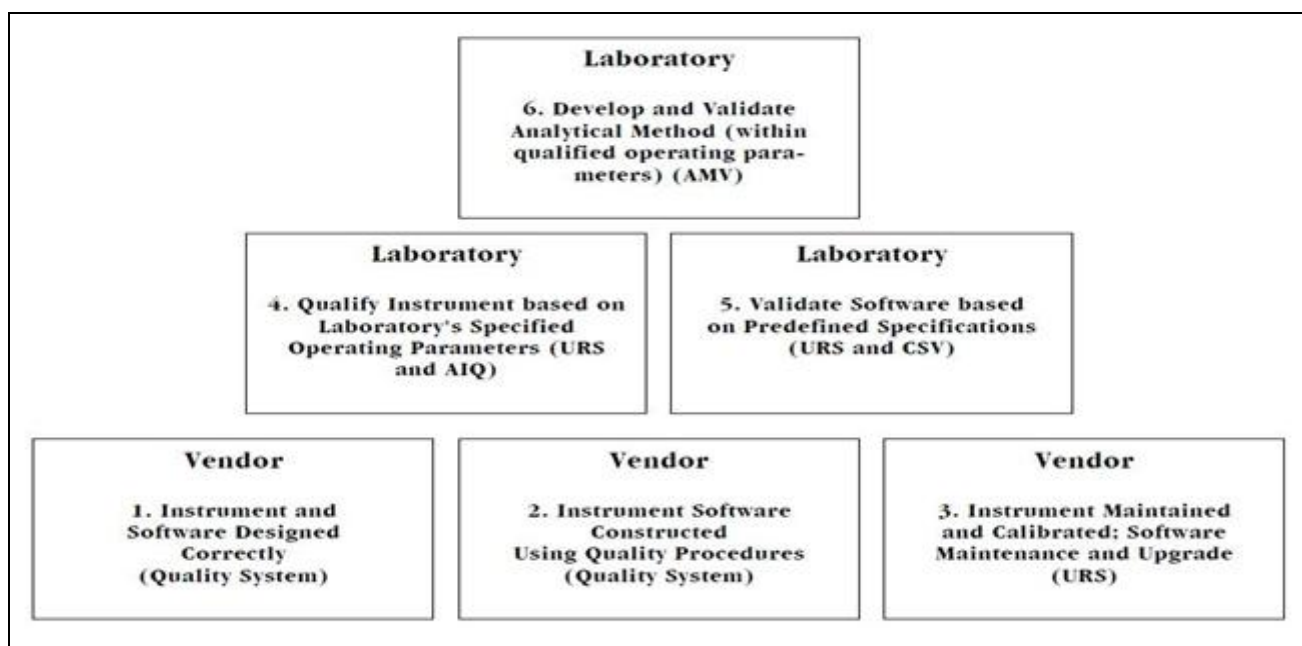 Laboratory
6. Develop and Validate
Analytical Method (within
qualified operating para-
meters) (AMV)
Laboratory
4. Qualify Instrument based on
Laboratory's Specified
Operating Parameters (URS
and AIQ)
Laboratory
5. Validate Software based
on Predefined Specifications
(URS and CSV)
Vendor
1. Instrument and
Software Designed
Correctly
(Quality System)
Vendor
2. Instrument Software
Constructed
Using Quality Procedures
(Quality System)
Vendor
3. Instrument Maintained
and Calibrated; Software
Maintenance and Upgrade
(URS)